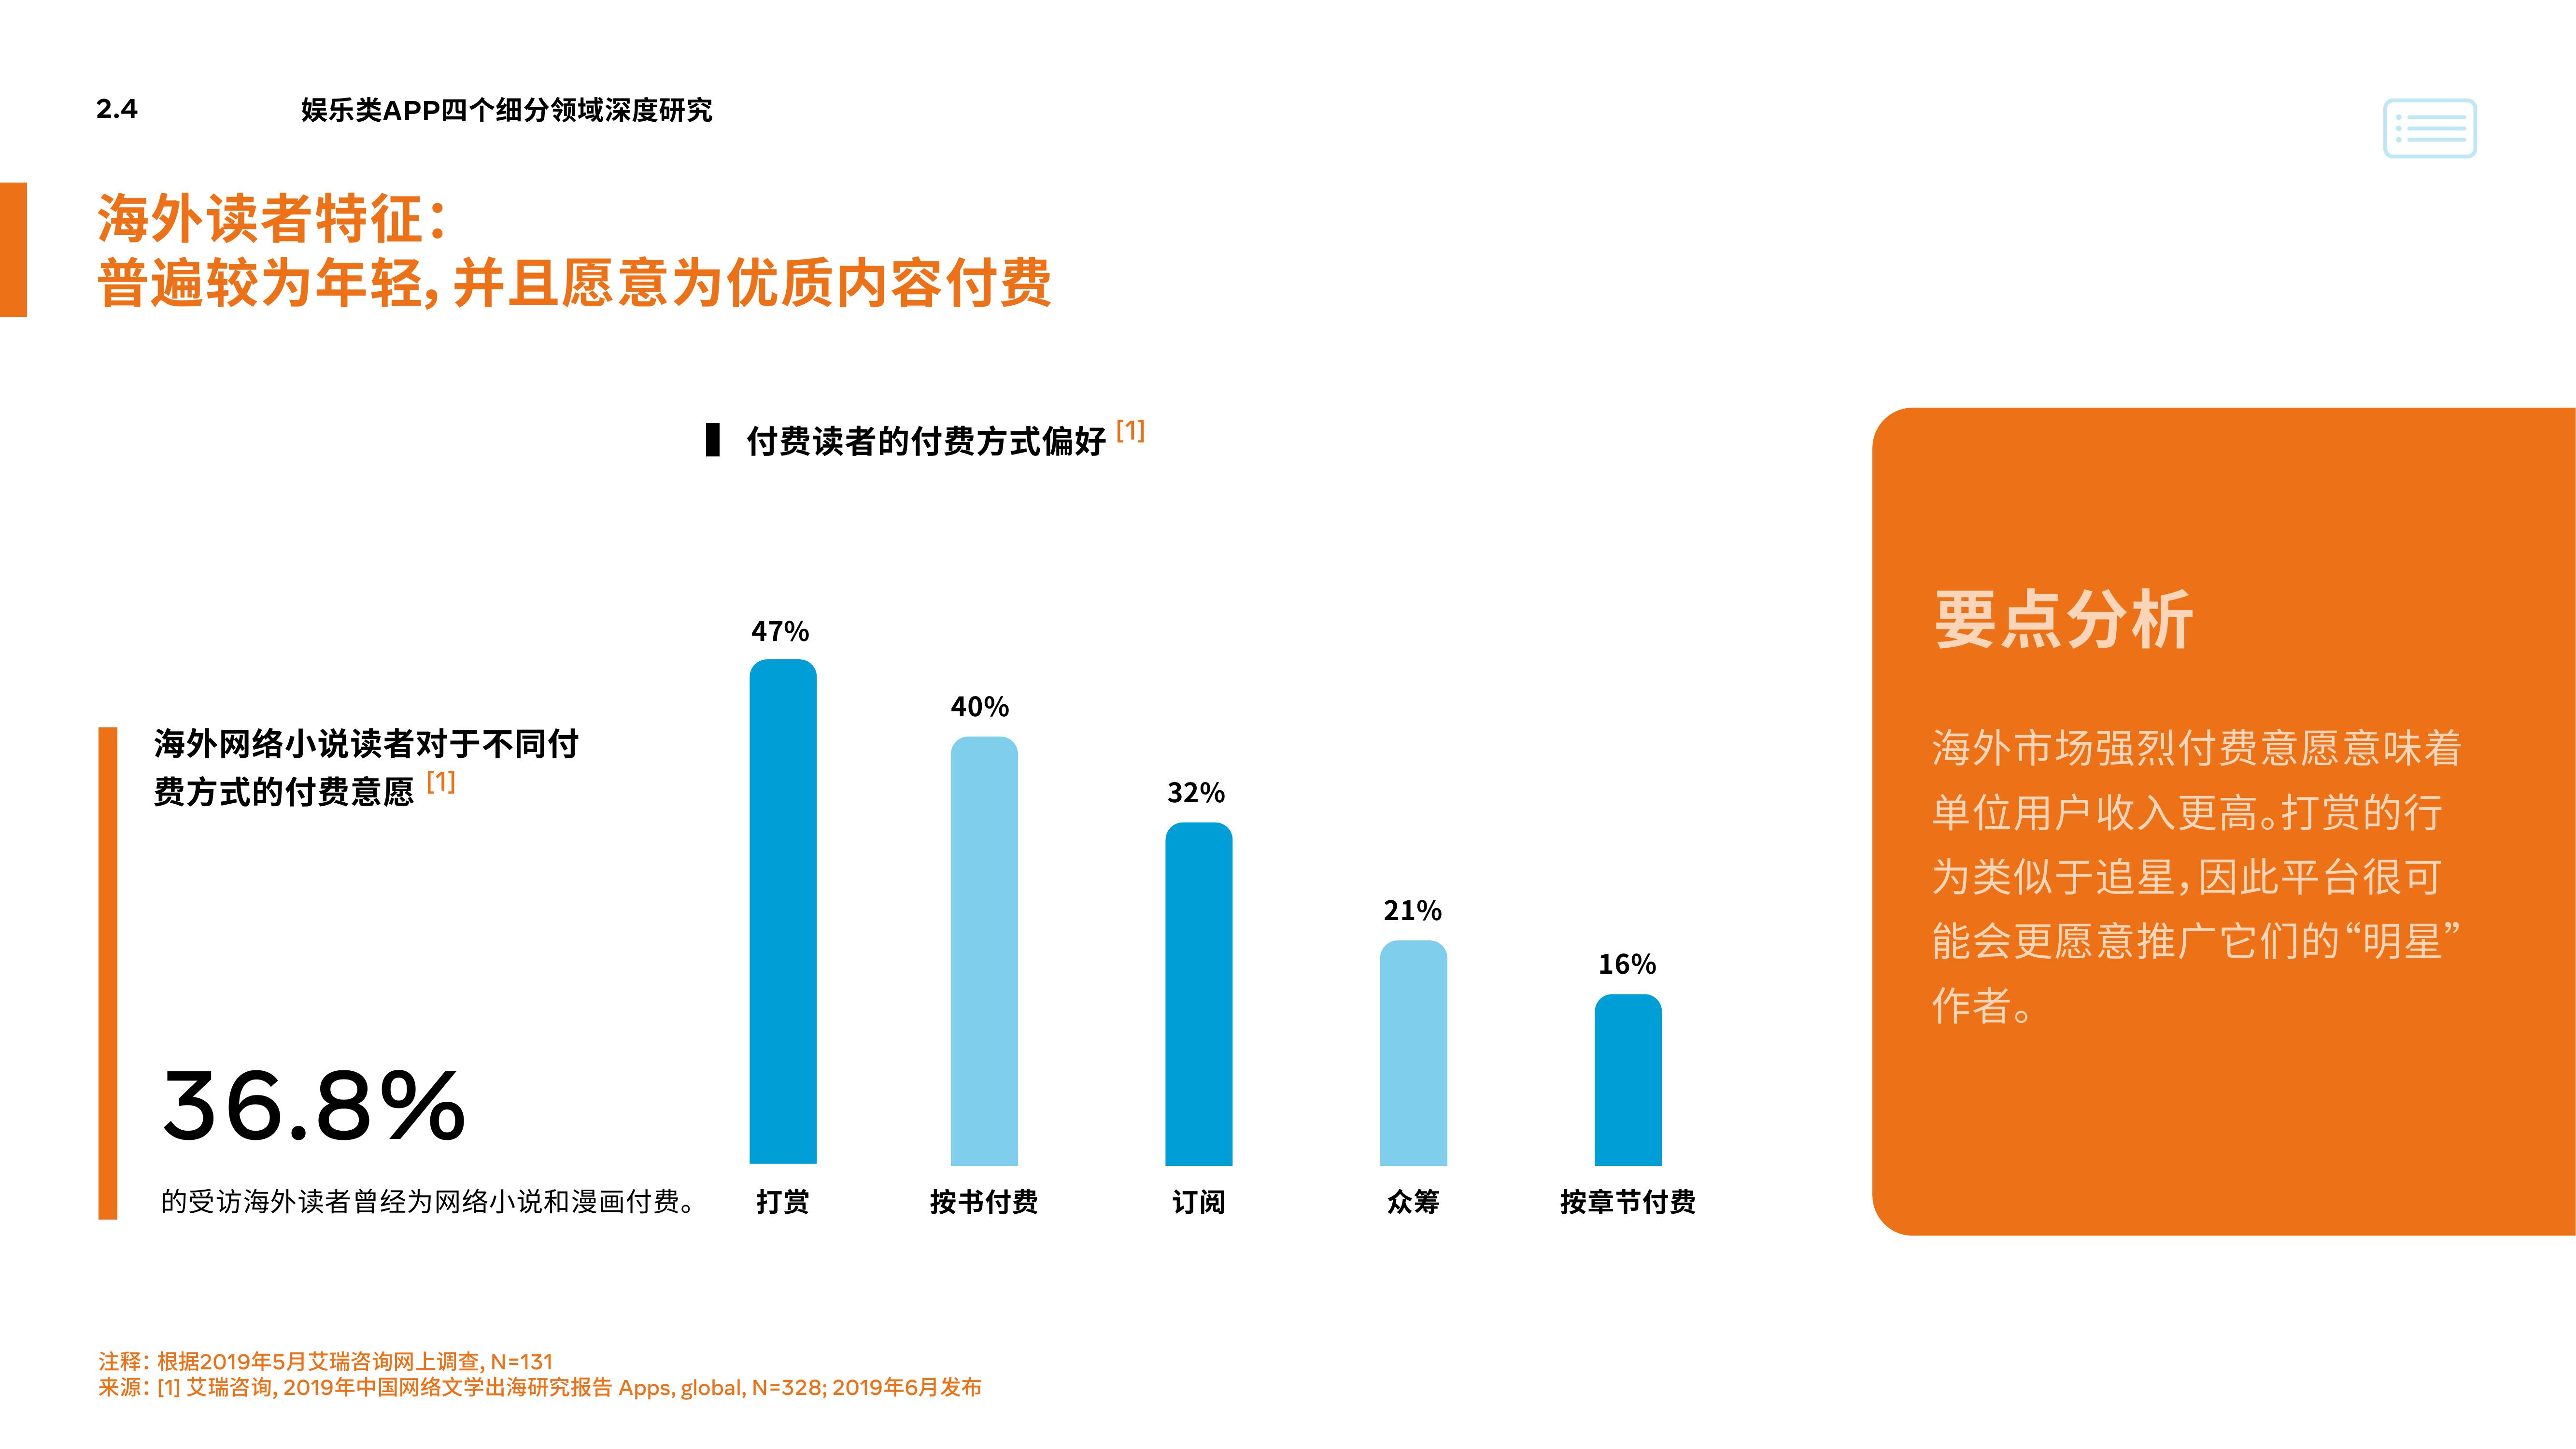 2.4 娱乐类APP四个细分领域深度研究
海外读者特征：
普遍较为年轻，并且愿意为优质内容付费
付费读者的付费方式偏好 [1]
海外网络小说读者对于不同付
费方式的付费意愿 [1]
36.8%
的受访海外读者曾经为网络小说和漫画付费。
47%
40%
32%
21%
16%
打赏
按书付费
订阅
众筹
按章节付费
要点分析
海外市场强烈付费意愿意味着
单位用户收入更高。打赏的行
为类似于追星，因此平台很可
能会更愿意推广它们的“明星”
作者。
注释：根据2019年5月艾瑞咨询网上调查, N=131
来源：[1] 艾瑞咨询, 2019年中国网络文学出海研究报告 Apps, global, N=328; 2019年6月发布